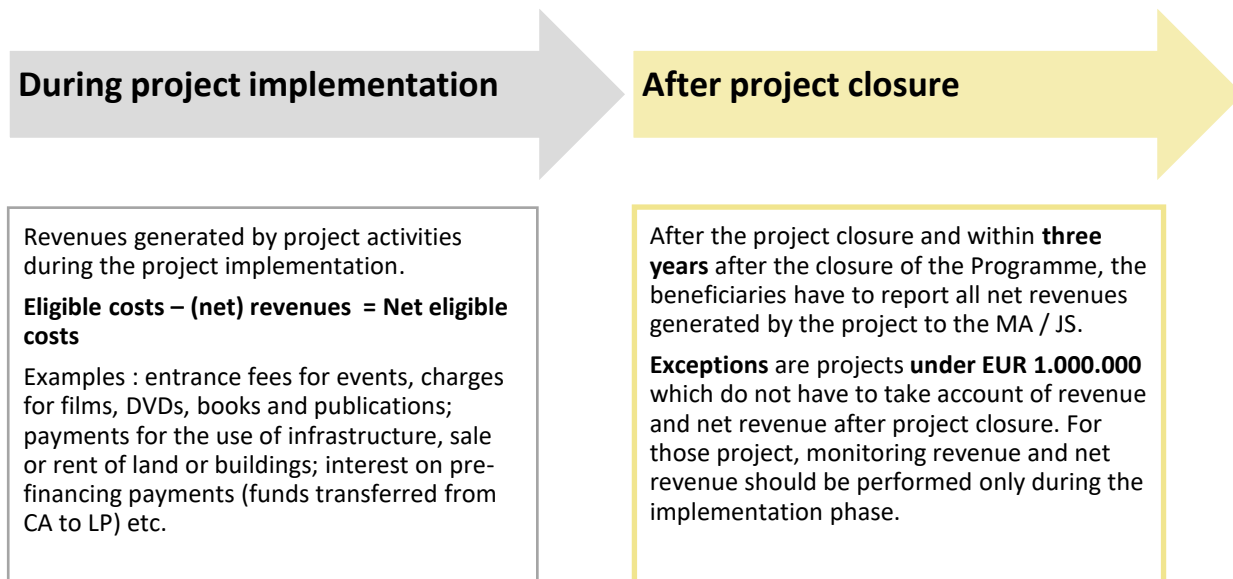 During project implementation
After project closure
Revenues generated by project activities
during the project implementation.
Eligible costs – (net) revenues  = Net eligible
costs
Examples : entrance fees for events, charges
for films, DVDs, books and publications;
payments for the use of infrastructure, sale
or rent of land or buildings; interest on pre-
financing payments (funds transferred from
CA to LP) etc.
After the project closure and within three
years after the closure of the Programme, the
beneficiaries have to report all net revenues
generated by the project to the MA / JS.
Exceptions are projects under EUR 1.000.000
which do not have to take account of revenue
and net revenue after project closure. For
those project, monitoring revenue and net
revenue should be performed only during the
implementation phase.